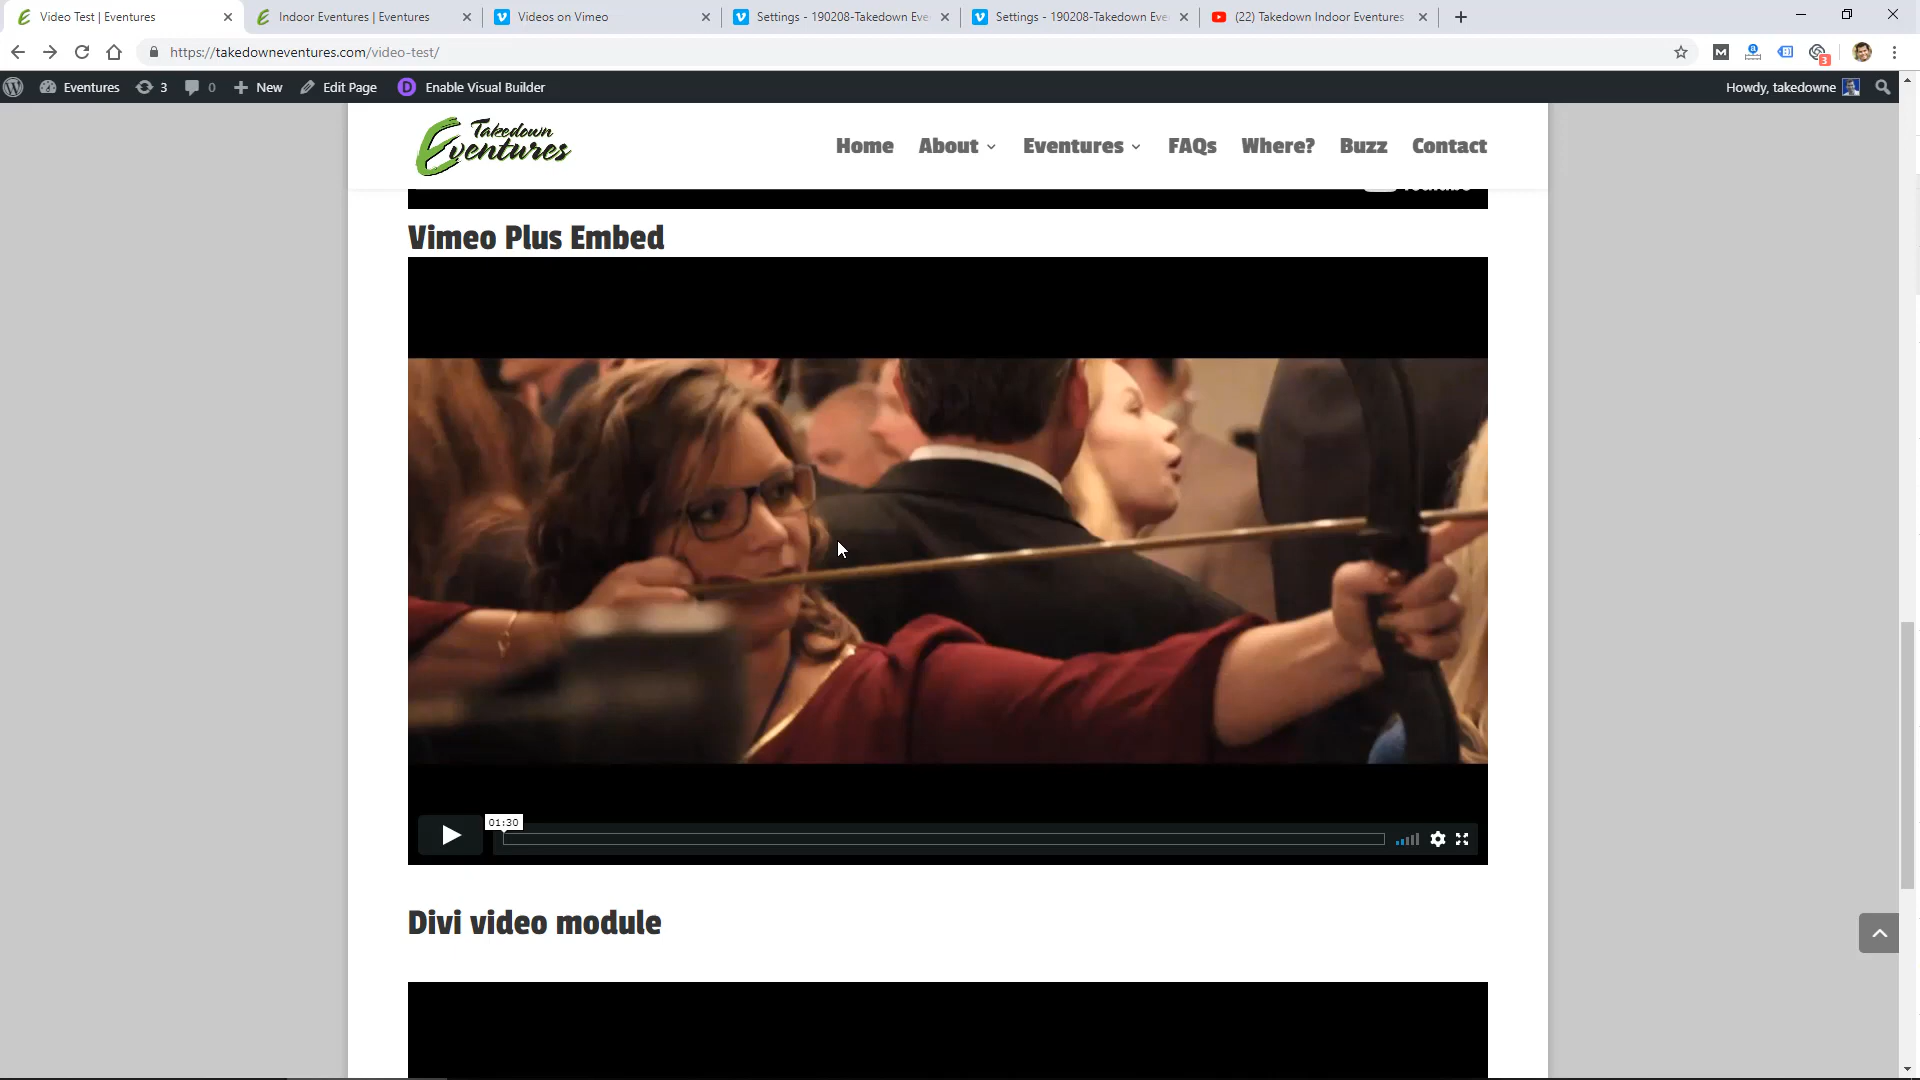 Video Test | Eventures
Indoor Eventures | Eventures
Videos on Vimeo
Settings - 190208-Takedown Eve
Settings - 190208-Takedown Eve
(22) Takedown Indoor Eventures
https://takedowneventures.com/video-test/
M
3
Eventures
3
0
New
Edit Page
D
Enable Visual Builder
Howdy, takedowne
Takedown
Eventures
Home
About
Eventures
FAQs
Where?
Buzz
Contact
Vimeo Plus Embed
01:30
Divi video module